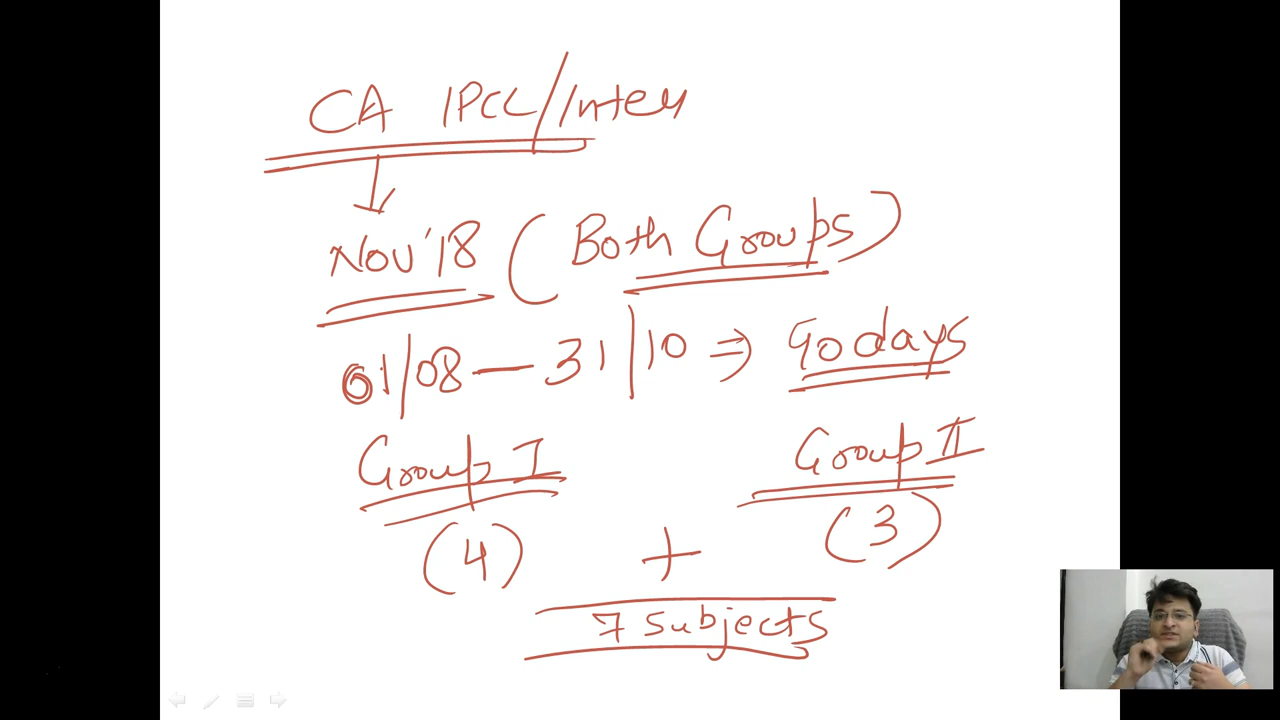 CA IPCC/Inter
Nov'18 (Both Groups)
01/08 — 31/10 ⇒ 90 days
Group I Group II
(4) + (3)
7 Subjects